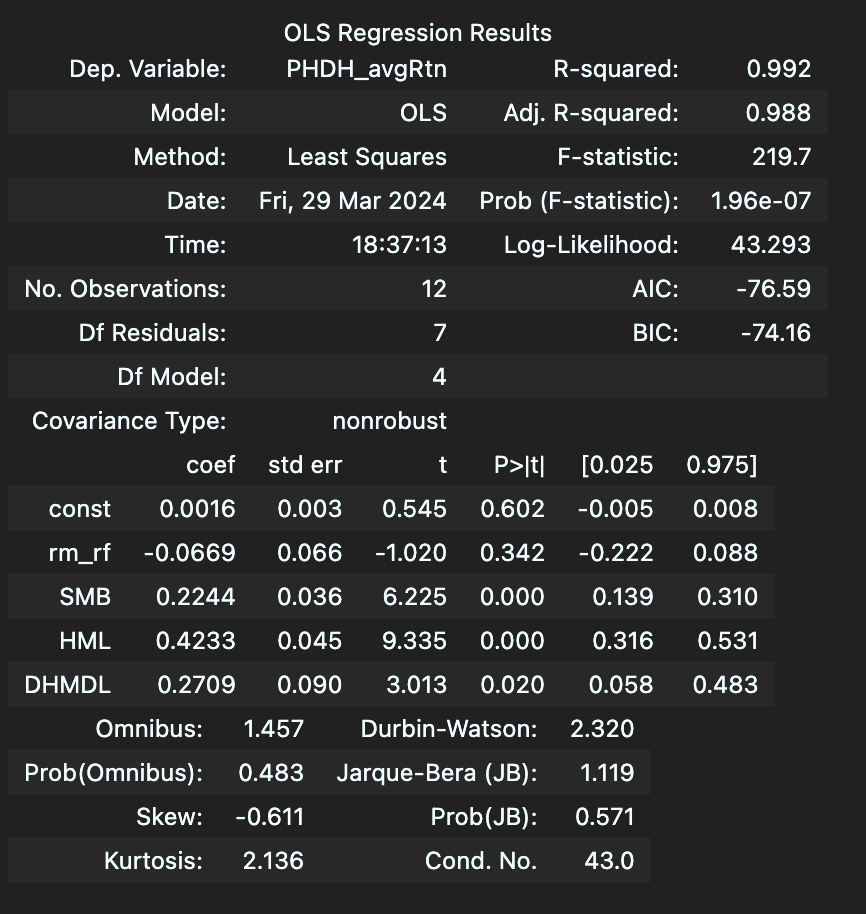 OLS Regression Results
Dep. Variable: PHDH_avgRtn R-squared: 0.992
Model: OLS Adj. R-squared: 0.988
Method: Least Squares F-statistic: 219.7
Date: Fri, 29 Mar 2024 Prob (F-statistic): 1.96e-07
Time: 18:37:13 Log-Likelihood: 43.293
No. Observations: 12 AIC: -76.59
Df Residuals: 7 BIC: -74.16
Df Model: 4
Covariance Type: nonrobust
coef std err t P>|t| [0.025 0.975]
const 0.0016 0.003 0.545 0.602 -0.005 0.008
rm_rf -0.0669 0.066 -1.020 0.342 -0.222 0.088
SMB 0.2244 0.036 6.225 0.000 0.139 0.310
HML 0.4233 0.045 9.335 0.000 0.316 0.531
DHMDL 0.2709 0.090 3.013 0.020 0.058 0.483
Omnibus: 1.457 Durbin-Watson: 2.320
Prob(Omnibus): 0.483 Jarque-Bera (JB): 1.119
Skew: -0.611 Prob(JB): 0.571
Kurtosis: 2.136 Cond. No. 43.0